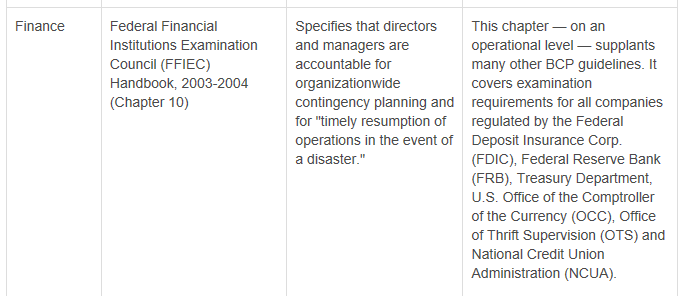 Finance
Federal Financial
Institutions Examination
Council (FFIEC)
Handbook, 2003-2004
(Chapter 10)
Specifies that directors
and managers are
accountable for
organizationwide
contingency planning and
for "timely resumption of
operations in the event of
a disaster."
This chapter — on an
operational level — supplants
many other BCP guidelines. It
covers examination
requirements for all companies
regulated by the Federal
Deposit Insurance Corp.
(FDIC), Federal Reserve Bank
(FRB), Treasury Department,
U.S. Office of the Comptroller
of the Currency (OCC), Office
of Thrift Supervision (OTS) and
National Credit Union
Administration (NCUA).